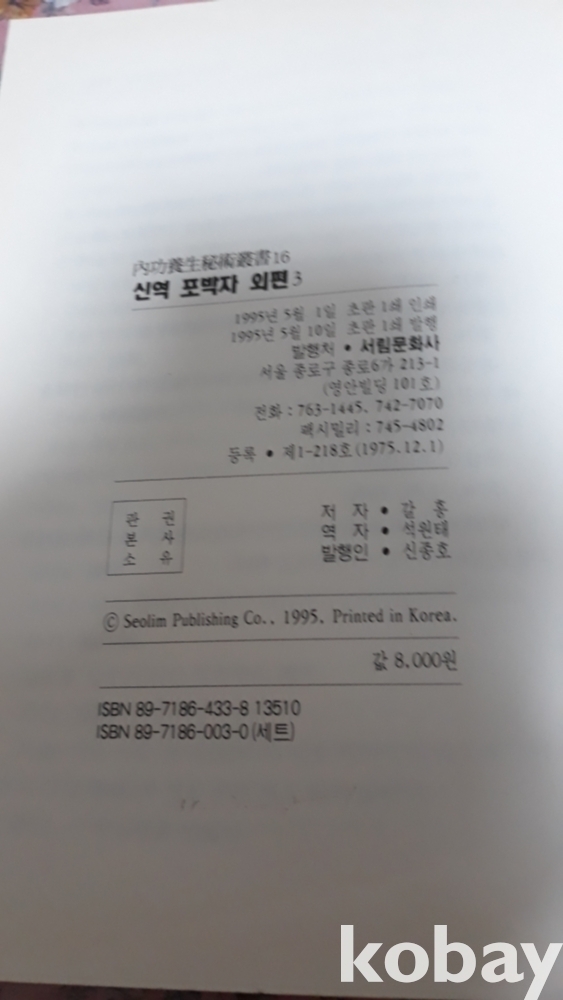 內功養生秘術叢書16
신역 포박자 외편 3
1995년 5월 1일 초판 1쇄 인쇄
1995년 5월 10일 초판 1쇄 발행
발행처 • 서림문화사
서울 종로구 종로6가 213-1
(영안빌딩 101호)
전화 : 763-1445, 742-7070
팩시밀리 : 745-4802
등록 • 제1-218호(1975.12.1)
판권
본사
소유
저 자 • 갈 홍
역 자 • 석원태
발행인 • 신종호
ⓒ Seolim Publishing Co., 1995. Printed in Korea.
값 8,000원
ISBN 89-7186-433-8 13510
ISBN 89-7186-003-0(세트)
kobay